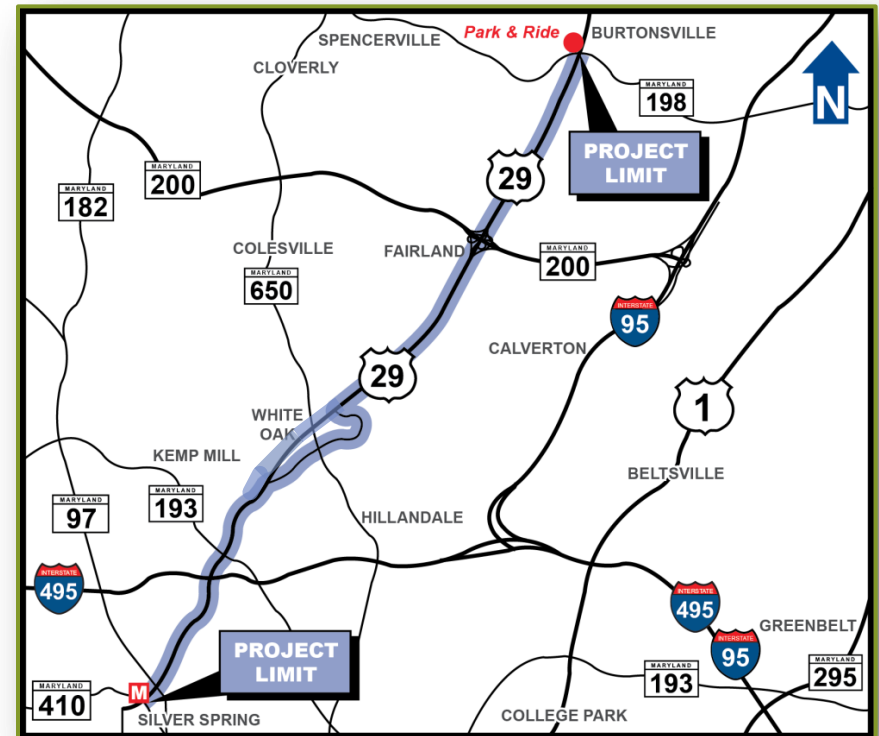 Park & Ride
BURTONSVILLE
SPENCERVILLE
CLOVERLY
N
MARYLAND
198
PROJECT
LIMIT
MARYLAND
200
29
MARYLAND
182
COLESVILLE
FAIRLAND
MARYLAND
200
MARYLAND
650
INTERSTATE
95
CALVERTON
29
1
WHITE
OAK
KEMP MILL
BELTSVILLE
MARYLAND
97
MARYLAND
193
HILLANDALE
INTERSTATE
495
INTERSTATE
495
GREENBELT
PROJECT
LIMIT
INTERSTATE
95
MARYLAND
193
MARYLAND
295
MARYLAND
410
M
SILVER SPRING
COLLEGE PARK